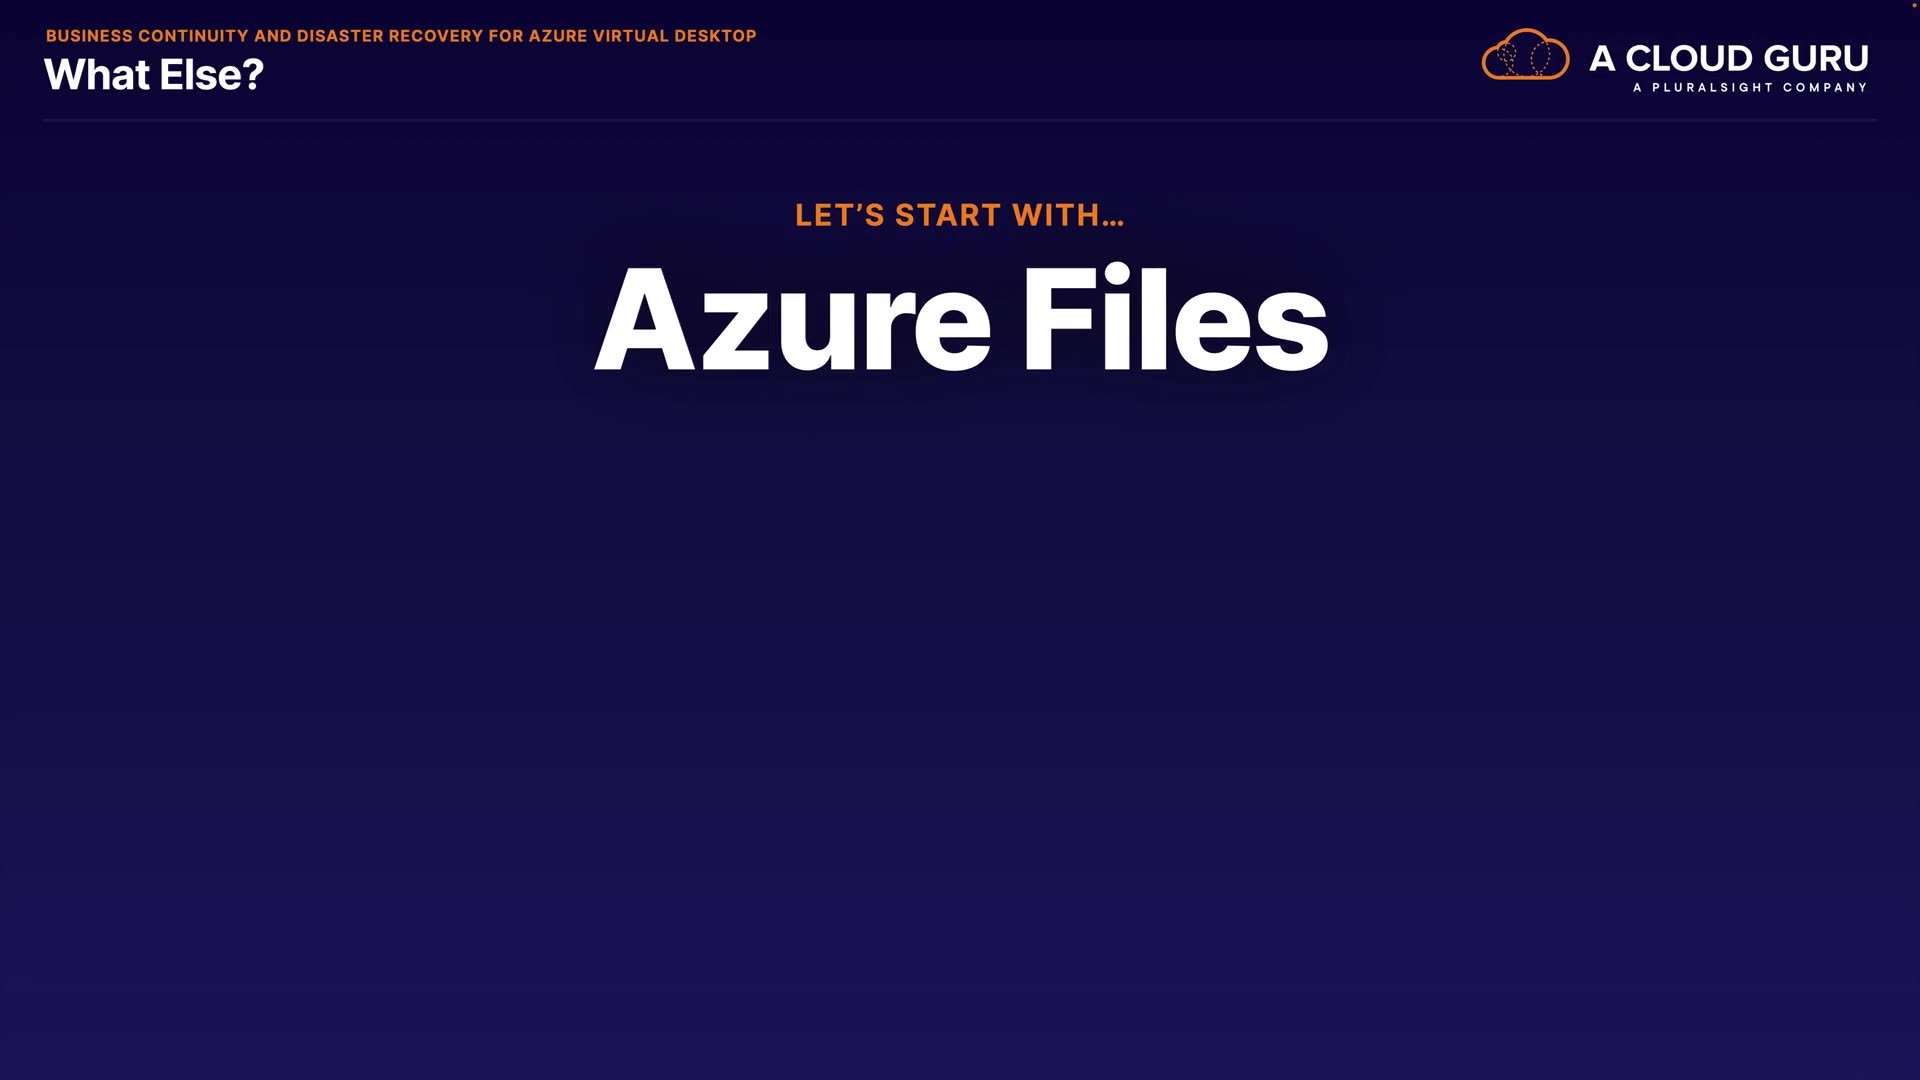 BUSINESS CONTINUITY AND DISASTER RECOVERY FOR AZURE VIRTUAL DESKTOP
What Else?
A CLOUD GURU
A PLURALSIGHT COMPANY
LET’S START WITH…
Azure Files